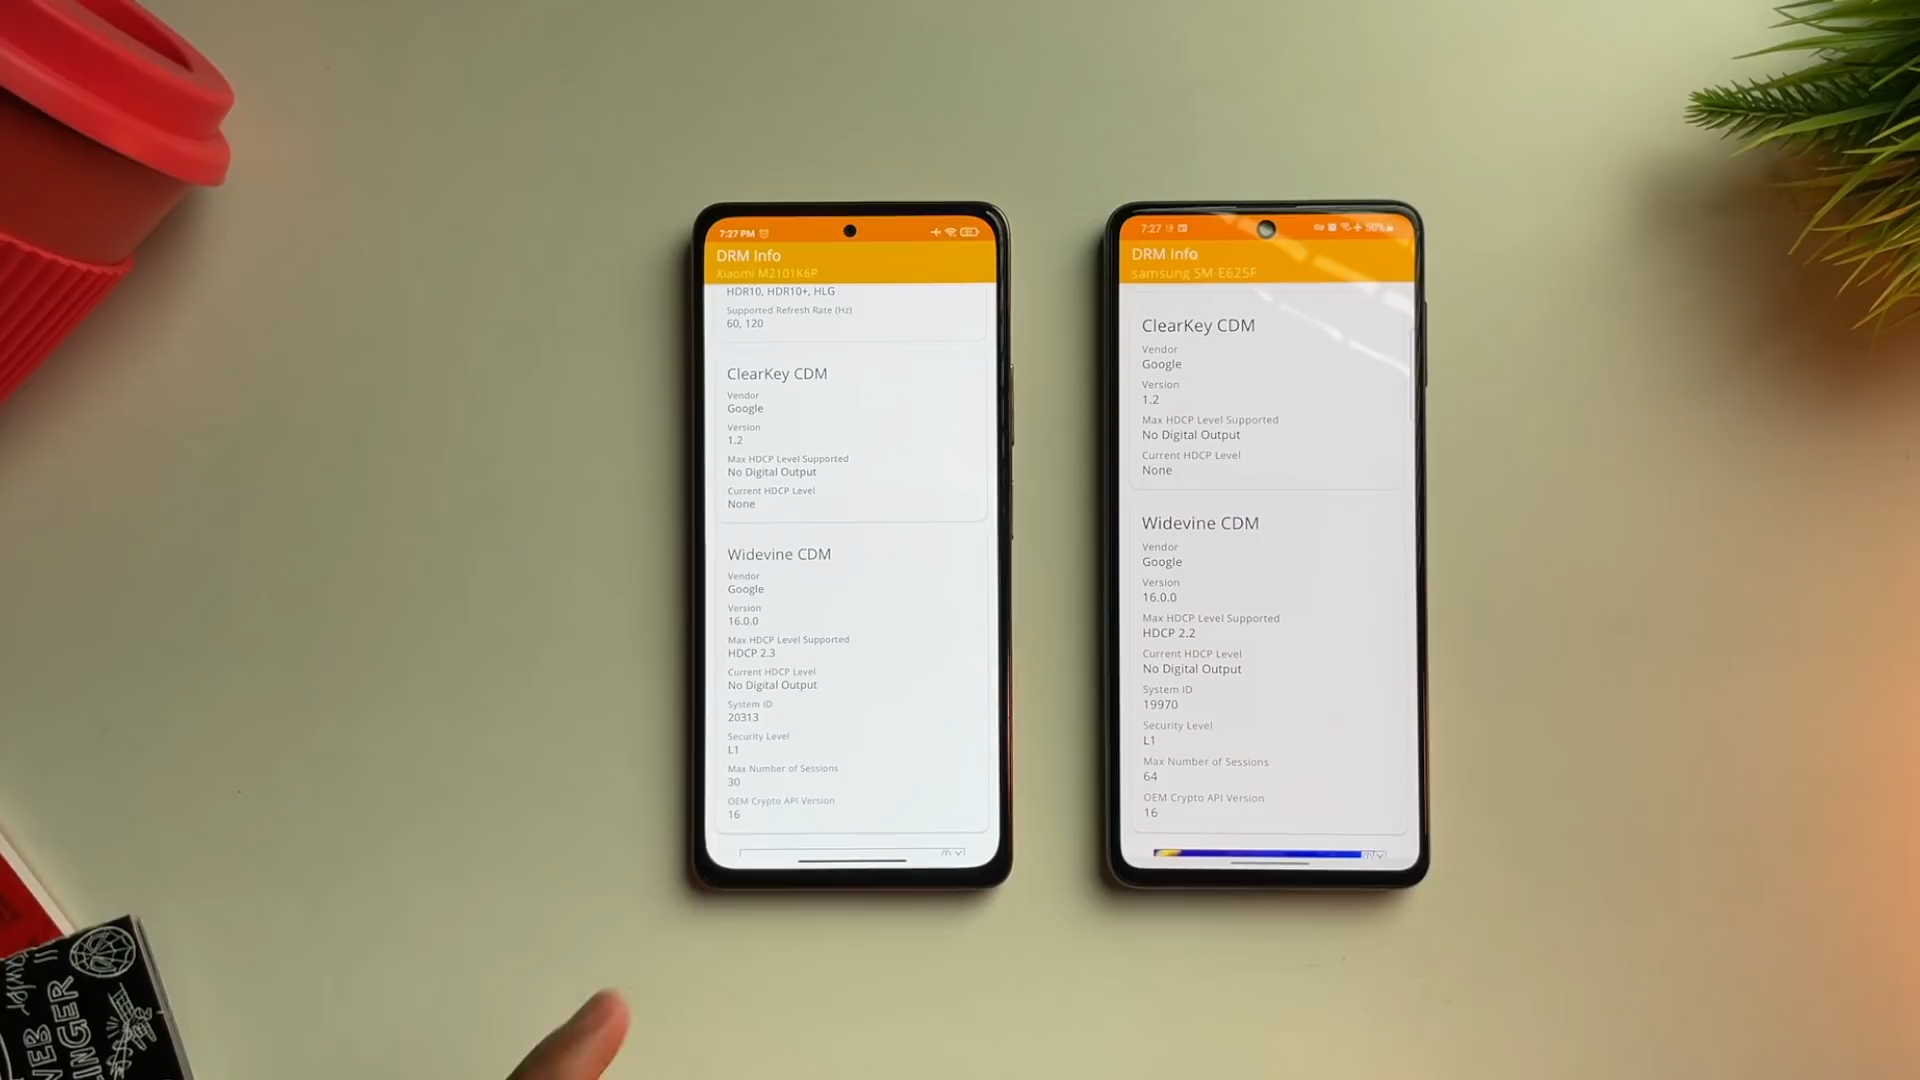 7:27 PM
DRM Info
Xiaomi M2101K6P
HDR10, HDR10+, HLG
Supported Refresh Rate (Hz)
60, 120
ClearKey CDM
Vendor
Google
Version
1.2
Max HDCP Level Supported
No Digital Output
Current HDCP Level
None
Widevine CDM
Vendor
Google
Version
16.0.0
Max HDCP Level Supported
HDCP 2.3
Current HDCP Level
No Digital Output
System ID
20313
Security Level
L1
Max Number of Sessions
30
OEM Crypto API Version
16
7:27
50%
DRM Info
samsung SM-E625F
ClearKey CDM
Vendor
Google
Version
1.2
Max HDCP Level Supported
No Digital Output
Current HDCP Level
None
Widevine CDM
Vendor
Google
Version
16.0.0
Max HDCP Level Supported
HDCP 2.2
Current HDCP Level
No Digital Output
System ID
19970
Security Level
L1
Max Number of Sessions
64
OEM Crypto API Version
16